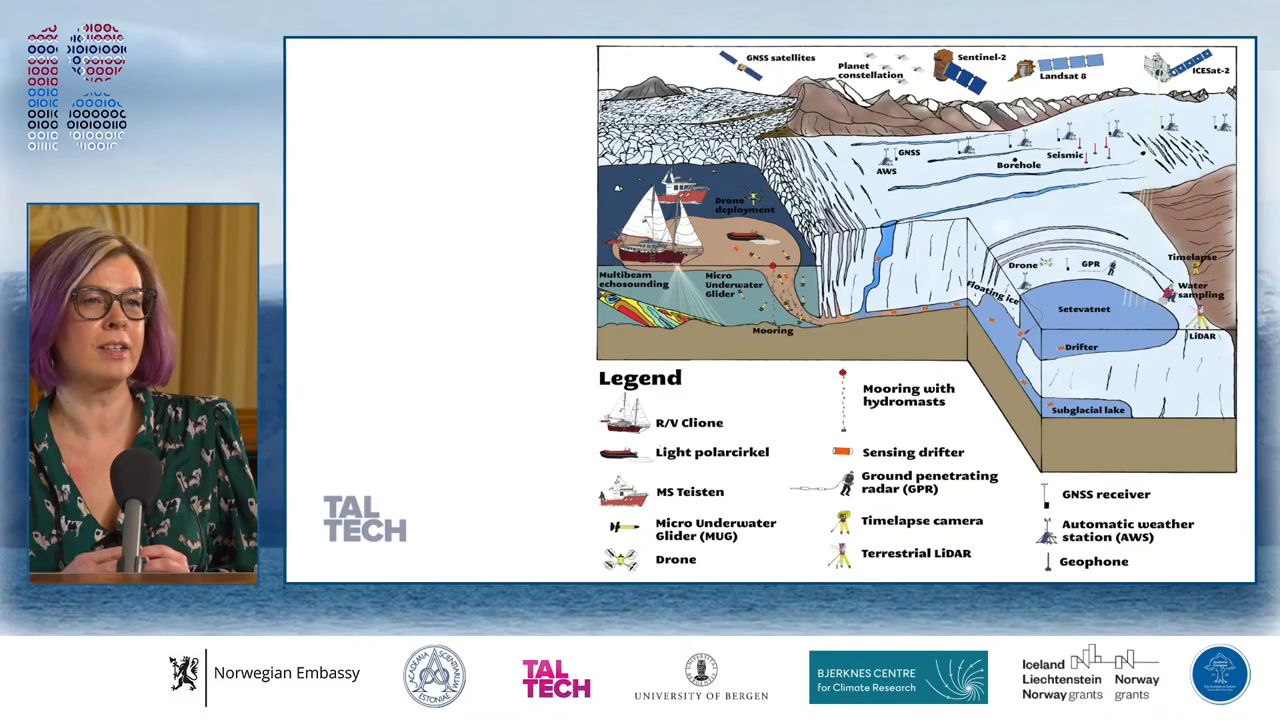 GNSS satellites
Planet
constellation
Sentinel-2
Landsat 8
ICESat-2
GNSS
AWS
Borehole
Seismic
Drone
deployment
Multibeam
echosounding
Micro
Underwater
Glider
Mooring
Drone
GPR
Timelapse
Floating ice
Water
sampling
Setevatnet
LiDAR
Drifter
Subglacial lake
Legend
R/V Clione
Light polarcirkel
MS Teisten
Micro Underwater
Glider (MUG)
Drone
Mooring with
hydromasts
Sensing drifter
Ground penetrating
radar (GPR)
Timelapse camera
Terrestrial LiDAR
GNSS receiver
Automatic weather
station (AWS)
Geophone
TAL
TECH
Norwegian Embassy
TAL
TECH
UNIVERSITY OF BERGEN
BJERKNES CENTRE
for Climate Research
Iceland
Liechtenstein
Norway grants
Norway
grants